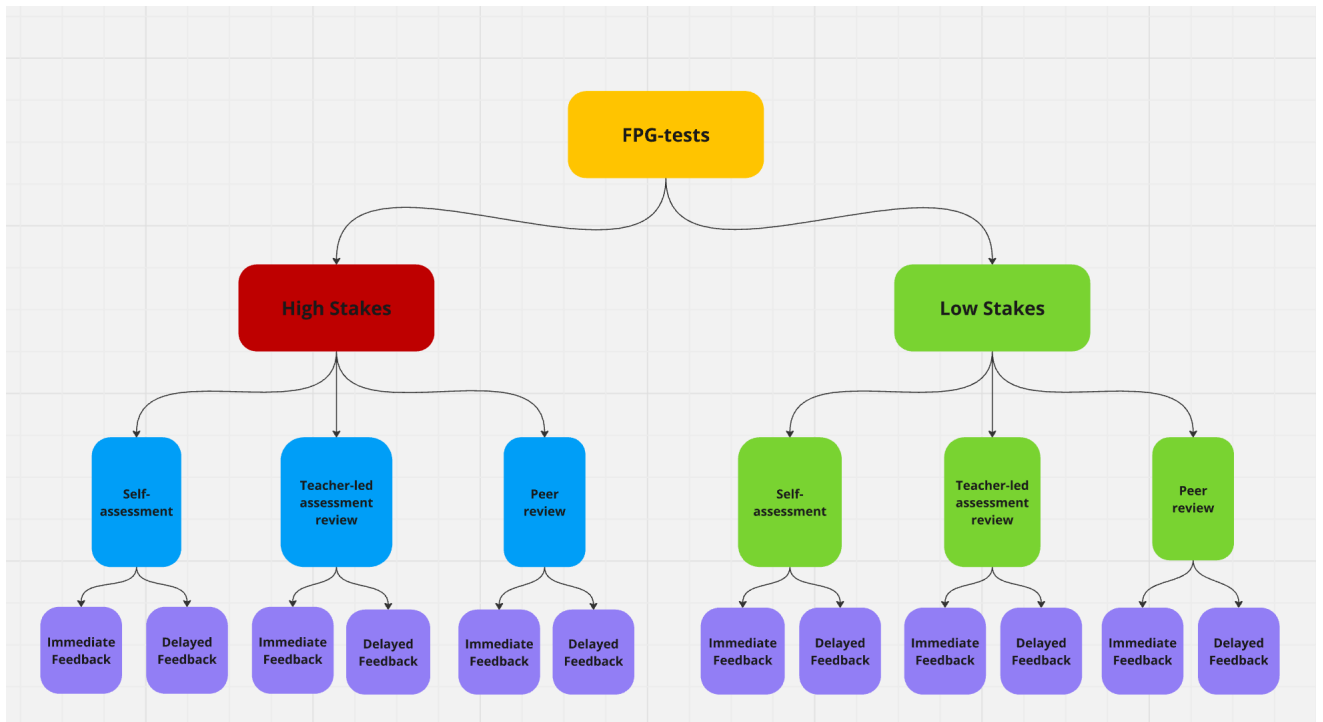 FPG-tests
High Stakes
Low Stakes
Self-
assessment
Teacher-led
assessment
review
Peer
review
Self-
assessment
Teacher-led
assessment
review
Peer
review
Immediate
Feedback
Delayed
Feedback
Immediate
Feedback
Delayed
Feedback
Immediate
Feedback
Delayed
Feedback
Immediate
Feedback
Delayed
Feedback
Immediate
Feedback
Delayed
Feedback
Immediate
Feedback
Delayed
Feedback